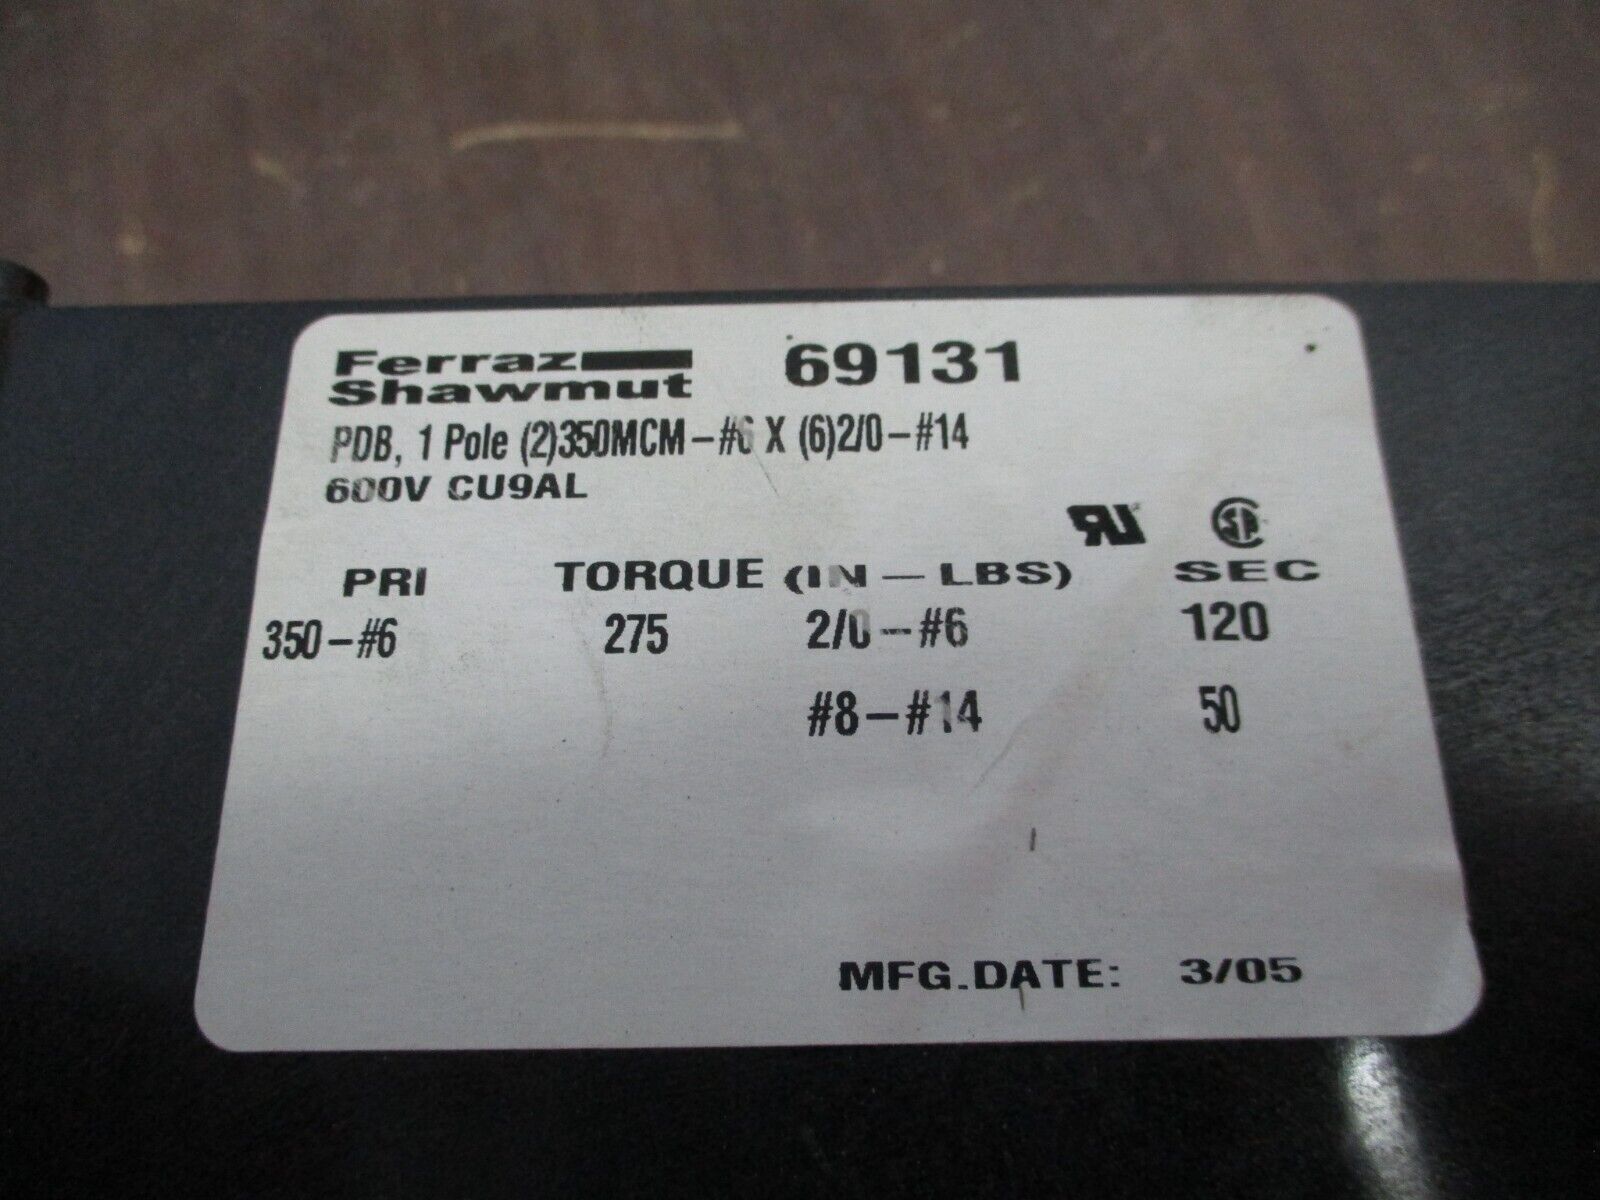 Ferraz
Shawmut 69131
PDB, 1 Pole (2)350MCM-#6 X (6)2/0-#14
600V CU9AL
PRI TORQUE (IN-LBS) SEC
350-#6 275 2/0-#6 120
#8-#14 50
MFG.DATE: 3/05